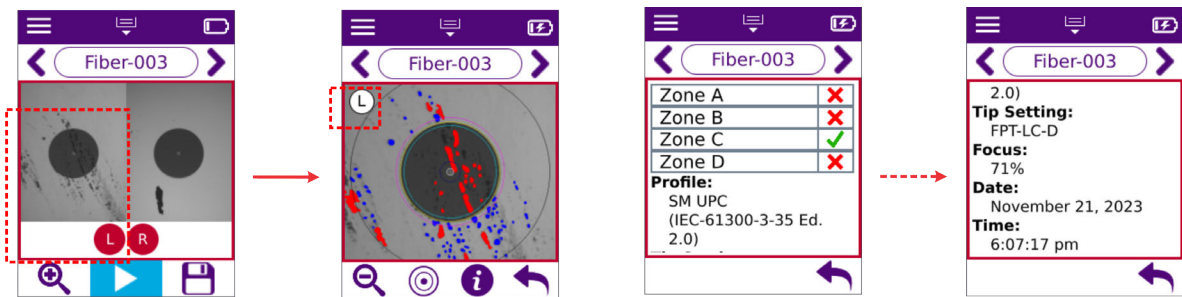 Fiber-003
L R
Fiber-003
L
i
Fiber-003
Zone A
Zone B
Zone C
Zone D
Profile:
SM UPC
(IEC-61300-3-35 Ed.
2.0)
Fiber-003
2.0)
Tip Setting:
FPT-LC-D
Focus:
71%
Date:
November 21, 2023
Time:
6:07:17 pm